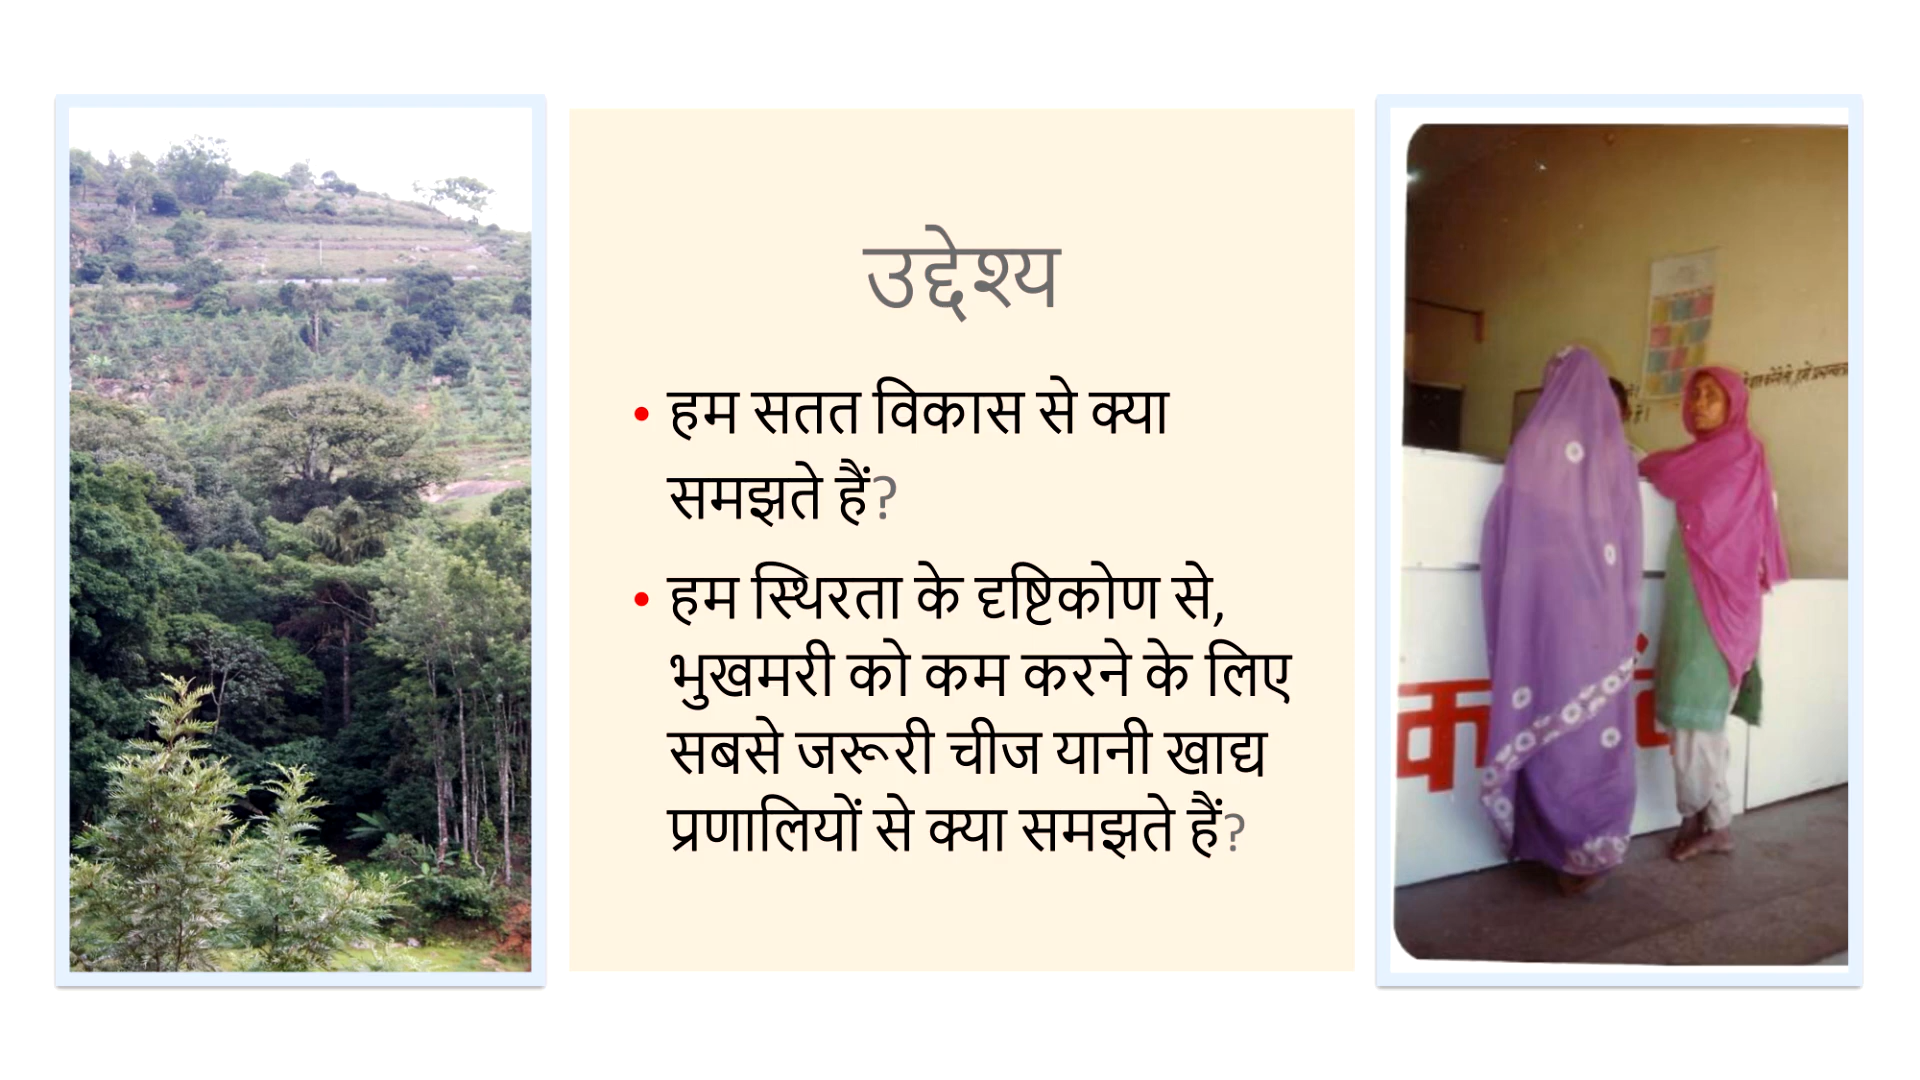 उद्देश्य
• हम सतत विकास से क्या
समझते हैं?
• हम स्थिरता के दृष्टिकोण से,
भुखमरी को कम करने के लिए
सबसे जरूरी चीज यानी खाद्य
प्रणालियों से क्या समझते हैं?